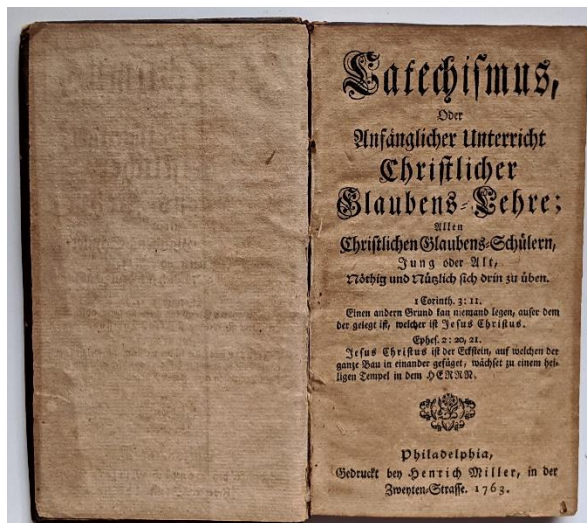 Catechiſmus,
Oder
Anfänglicher Unterricht
Chriſtlicher
Glaubens-Lehre;
Allen
Chriſtlichen Glaubens-Schülern,
Jung oder Alt,
Nöthig und Nützlich ſich drin zu üben.
1 Corinth. 3: 11.
Einen andern Grund kan niemand legen, auſer dem
der gelegt iſt, welcher iſt Jeſus Chriſtus.
Epheſ. 2: 20, 21.
Jeſus Chriſtus iſt der Eckſtein, auf welchen der
ganze Bau in einander gefüget, wächſet zu einem hei-
ligen Tempel in dem HERRN.
Philadelphia,
Gedruckt bey Henrich Miller, in der
Zweyten-Straſſe. 1763.